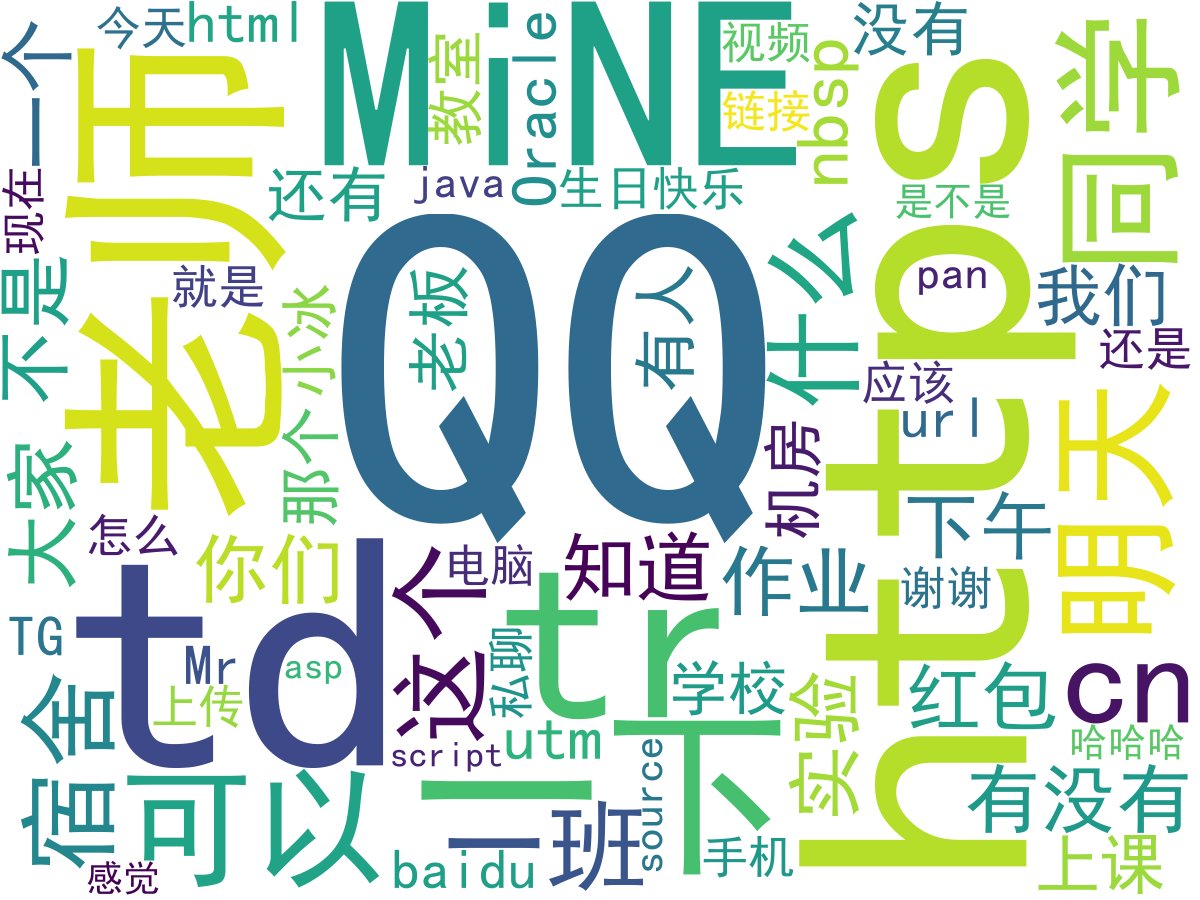 今天
html
MiNE
教室
Oracle
视频
链接
nbsp
没有
同学
一个
老师
现在
还有
java
生日快乐
https
是不是
不是
就是
小冰
QQ
老板
有人
什么
pan
我们
还是
应该
url
大家
那个
机房
明天
怎么
你们
td
这个
电脑
tr
知道
作业
下午
谢谢
TG
Mr
asp
私聊
学校
实验
红包
cn
宿舍
上传
script
utm
一下
source
哈哈哈
可以
一班
有没有
感觉
baidu
手机
上课